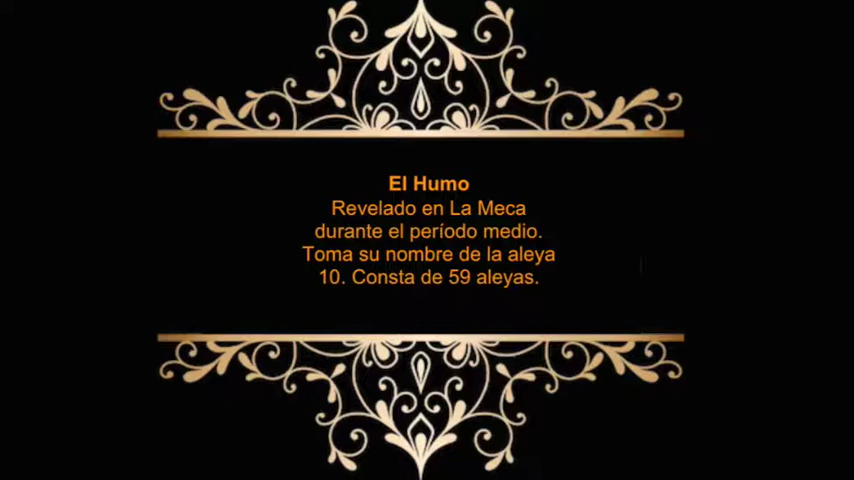 El Humo
Revelado en La Meca
durante el período medio.
Toma su nombre de la aleya
10. Consta de 59 aleyas.